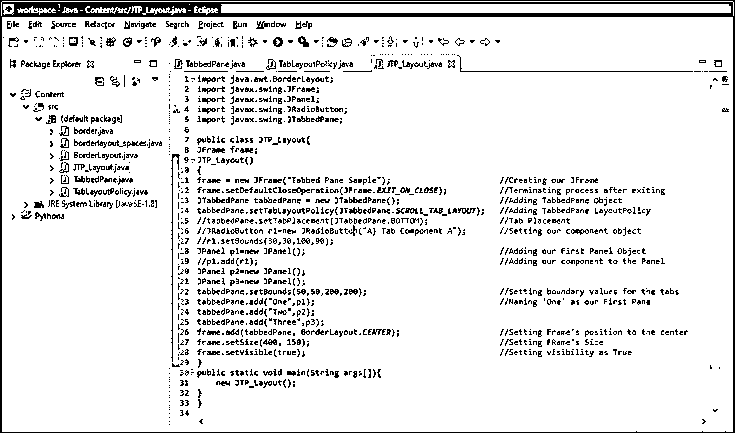 workspace - Java - Content/src/JTP_Layout.java - Eclipse
File Edit Source Refactor Navigate Search Project Run Window Help
Package Explorer
Content
src
(default package)
border.java
borderlayout_spaces.java
BorderLayout.java
JTP_Layout.java
TabbedPane.java
TabLayoutPolicy.java
JRE System Library [JavaSE-1.8]
Pythona
TabbedPane.java TabLayoutPolicy.java JTP_Layout.java
1 import java.awt.BorderLayout;
2 import javax.swing.JFrame;
3 import javax.swing.JPanel;
4 import javax.swing.JRadioButton;
5 import javax.swing.JTabbedPane;
6
7 public class JTP_Layout{
8 JFrame frame;
9 JTP_Layout()
10 {
11 frame = new JFrame("Tabbed Pane Sample"); //Creating our JFrame
12 frame.setDefaultCloseOperation(JFrame.EXIT_ON_CLOSE); //Terminating process after exiting
13 JTabbedPane tabbedPane = new JTabbedPane(); //Adding TabbedPane Object
14 tabbedPane.setTabLayoutPolicy(JTabbedPane.SCROLL_TAB_LAYOUT); //Adding TabbedPane LayoutPolicy
15 //tabbedPane.setTabPlacement(JTabbedPane.BOTTOM); //Tab Placement
16 //JRadioButton r1=new JRadioButton("A) Tab Component A"); //Setting our component object
17 //r1.setBounds(30,30,100,90);
18 JPanel p1=new JPanel(); //Adding our First Panel Object
19 //p1.add(r1); //Adding our component to the Panel
20 JPanel p2=new JPanel();
21 JPanel p3=new JPanel();
22 tabbedPane.setBounds(50,50,200,200); //Setting boundary values for the tabs
23 tabbedPane.add("One",p1); //Naming 'One' as our First Pane
24 tabbedPane.add("Two",p2);
25 tabbedPane.add("Three",p3);
26 frame.add(tabbedPane, BorderLayout.CENTER); //Setting Frame's position to the center
27 frame.setSize(400, 150); //Setting FRame's Size
28 frame.setVisible(true); //Setting visibility as True
29 }
30 public static void main(String args[]){
31 new JTP_Layout();
32 }
33 }
34